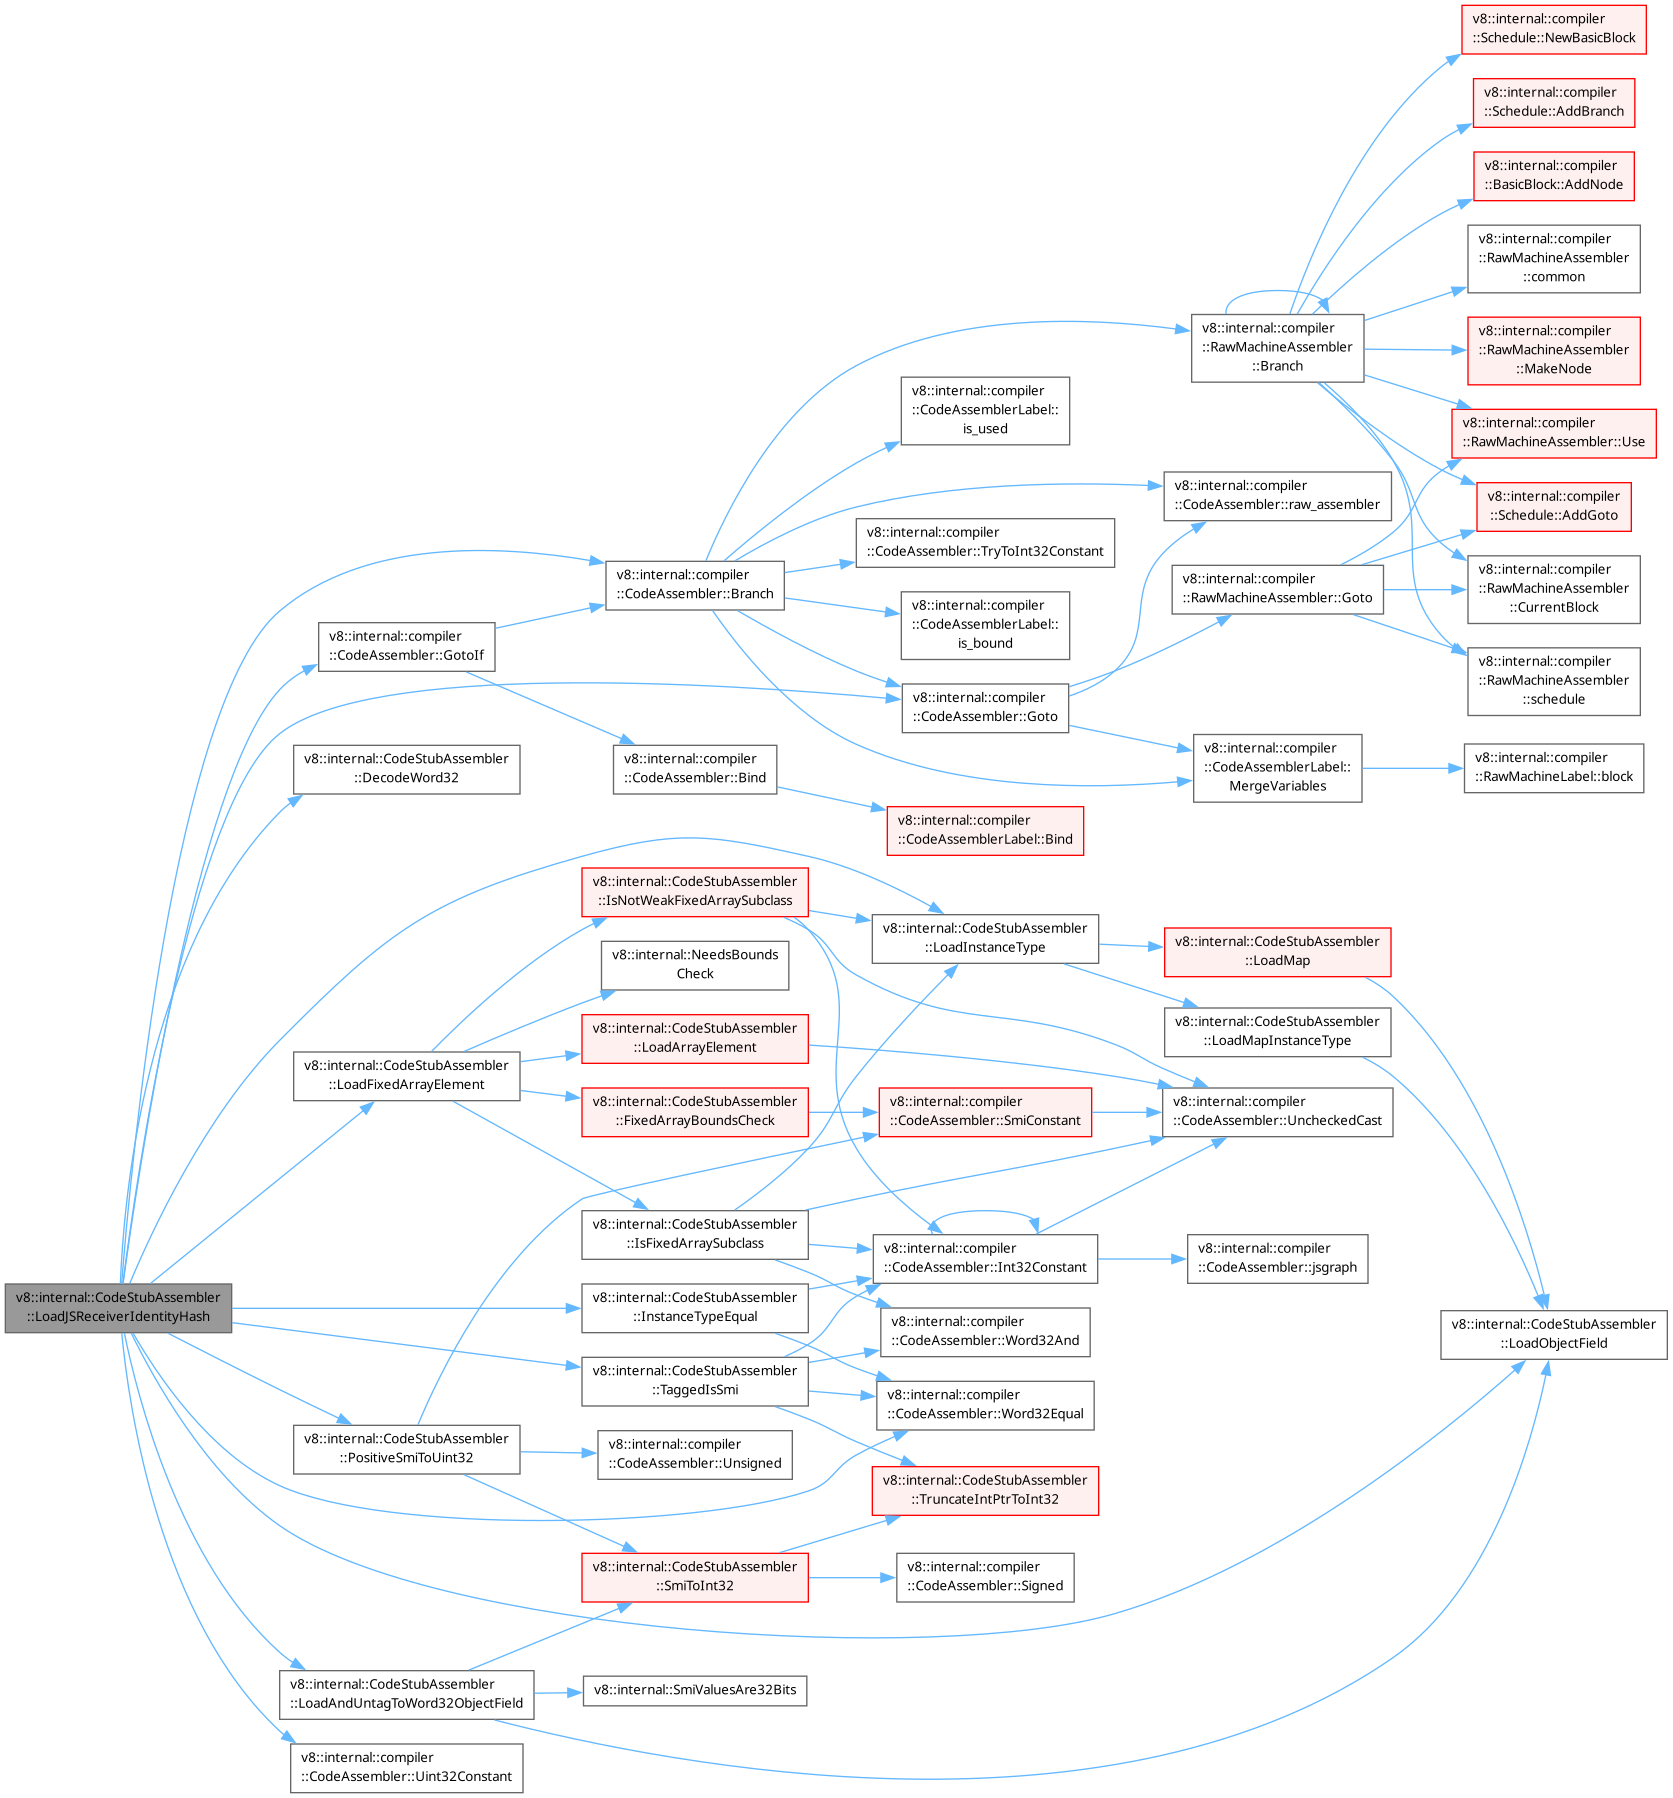 v8::internal::compiler
::Schedule::NewBasicBlock
v8::internal::compiler
::Schedule::AddBranch
v8::internal::compiler
::BasicBlock::AddNode
v8::internal::compiler
::RawMachineAssembler
::common
v8::internal::compiler
::RawMachineAssembler
::Branch
v8::internal::compiler
::RawMachineAssembler
::MakeNode
v8::internal::compiler
::CodeAssemblerLabel::
is_used
v8::internal::compiler
::RawMachineAssembler::Use
v8::internal::compiler
::CodeAssembler::raw_assembler
v8::internal::compiler
::Schedule::AddGoto
v8::internal::compiler
::CodeAssembler::TryToInt32Constant
v8::internal::compiler
::CodeAssembler::Branch
v8::internal::compiler
::RawMachineAssembler::Goto
v8::internal::compiler
::RawMachineAssembler
::CurrentBlock
v8::internal::compiler
::CodeAssemblerLabel::
is_bound
v8::internal::compiler
::CodeAssembler::GotoIf
v8::internal::compiler
::RawMachineAssembler
::schedule
v8::internal::compiler
::CodeAssembler::Goto
v8::internal::CodeStubAssembler
::DecodeWord32
v8::internal::compiler
::CodeAssembler::Bind
v8::internal::compiler
::CodeAssemblerLabel::
MergeVariables
v8::internal::compiler
::RawMachineLabel::block
v8::internal::compiler
::CodeAssemblerLabel::Bind
v8::internal::CodeStubAssembler
::IsNotWeakFixedArraySubclass
v8::internal::CodeStubAssembler
::LoadInstanceType
v8::internal::CodeStubAssembler
::LoadMap
v8::internal::NeedsBounds
Check
v8::internal::CodeStubAssembler
::LoadArrayElement
v8::internal::CodeStubAssembler
::LoadMapInstanceType
v8::internal::CodeStubAssembler
::LoadFixedArrayElement
v8::internal::CodeStubAssembler
::FixedArrayBoundsCheck
v8::internal::compiler
::CodeAssembler::SmiConstant
v8::internal::compiler
::CodeAssembler::UncheckedCast
v8::internal::CodeStubAssembler
::IsFixedArraySubclass
v8::internal::compiler
::CodeAssembler::Int32Constant
v8::internal::compiler
::CodeAssembler::jsgraph
v8::internal::CodeStubAssembler
::LoadJSReceiverIdentityHash
v8::internal::CodeStubAssembler
::InstanceTypeEqual
v8::internal::compiler
::CodeAssembler::Word32And
v8::internal::CodeStubAssembler
::LoadObjectField
v8::internal::CodeStubAssembler
::TaggedIsSmi
v8::internal::compiler
::CodeAssembler::Word32Equal
v8::internal::CodeStubAssembler
::PositiveSmiToUint32
v8::internal::compiler
::CodeAssembler::Unsigned
v8::internal::CodeStubAssembler
::TruncateIntPtrToInt32
v8::internal::CodeStubAssembler
::SmiToInt32
v8::internal::compiler
::CodeAssembler::Signed
v8::internal::CodeStubAssembler
::LoadAndUntagToWord32ObjectField
v8::internal::SmiValuesAre32Bits
v8::internal::compiler
::CodeAssembler::Uint32Constant